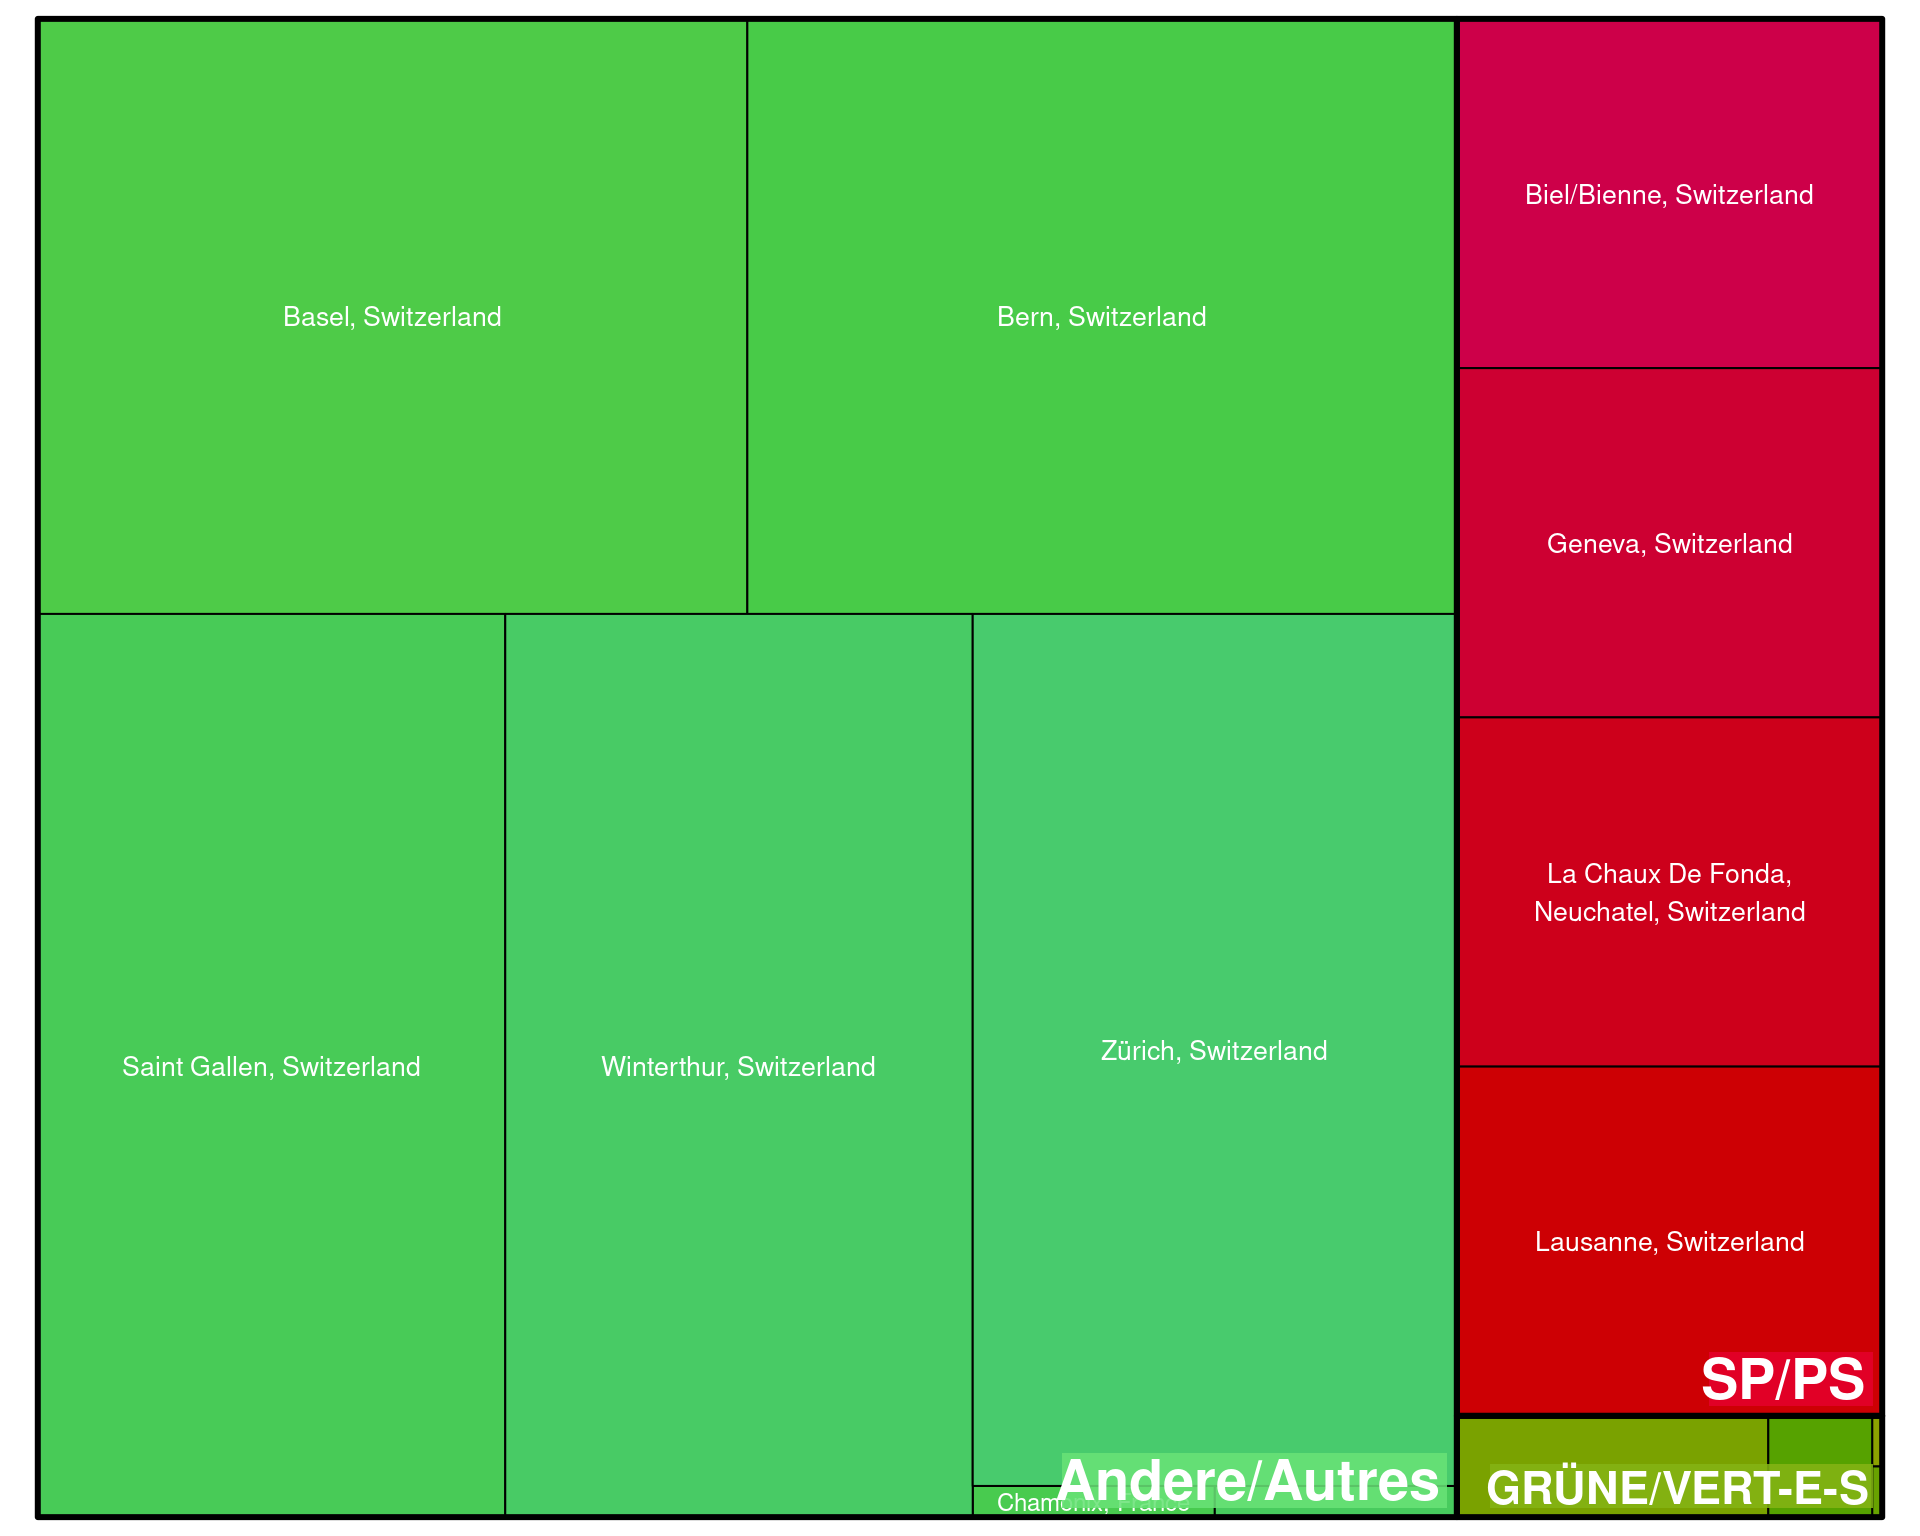 Basel, Switzerland
Bern, Switzerland
Biel/Bienne, Switzerland
Geneva, Switzerland
La Chaux De Fonda,
Neuchatel, Switzerland
Saint Gallen, Switzerland
Winterthur, Switzerland
Zürich, Switzerland
Lausanne, Switzerland
SP/PS
Andere/Autres
GRÜNE/VERT-E-S
Chamonix, France